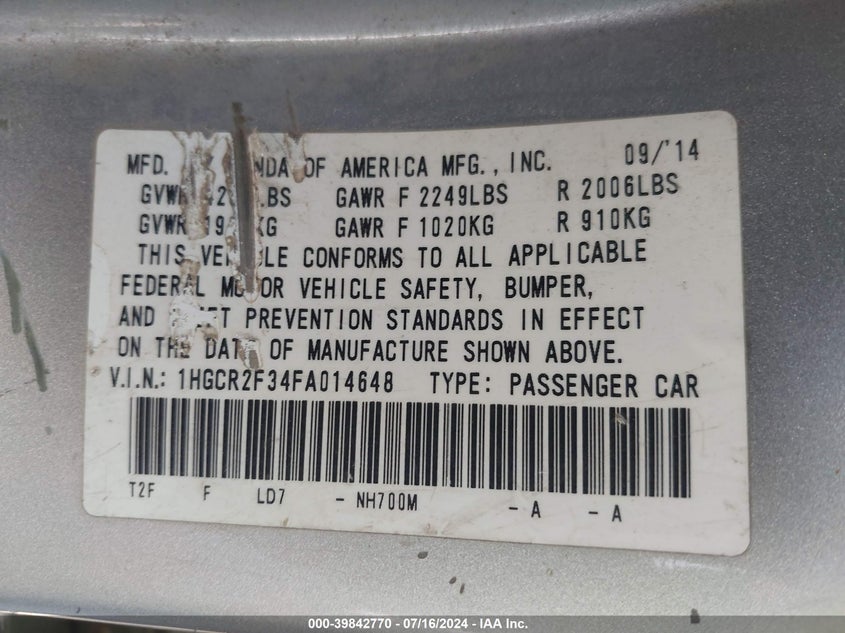 MFD. OF AMERICA MFG., INC. 09/'14
GAWR F 2249LBS R 2006LBS
GAWR F 1020KG R 910KG
THIS CONFORMS TO ALL APPLICABLE
FEDERAL MOTOR VEHICLE SAFETY, BUMPER,
AND PREVENTION STANDARDS IN EFFECT
ON THE DATE OF MANUFACTURE SHOWN ABOVE.
V.I.N.: 1HGCR2F34FA014648 TYPE: PASSENGER CAR
T2F F LD7 - NH700M - A - A
000-39842770 - 07/16/2024 - IAA Inc.